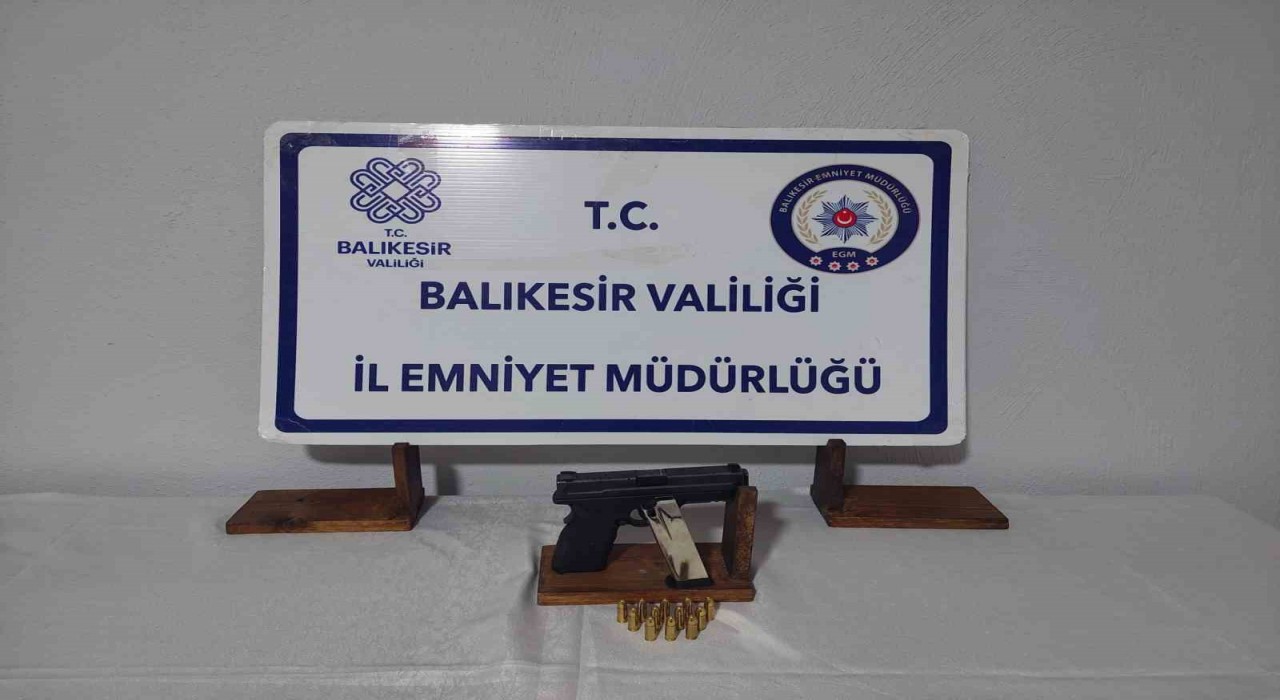 T.C.
BALIKESİR
VALİLİĞİ
T.C.
BALIKESİR EMNİYET MÜDÜRLÜĞÜ
EGM
BALIKESİR VALİLİĞİ
İL EMNİYET MÜDÜRLÜĞÜ